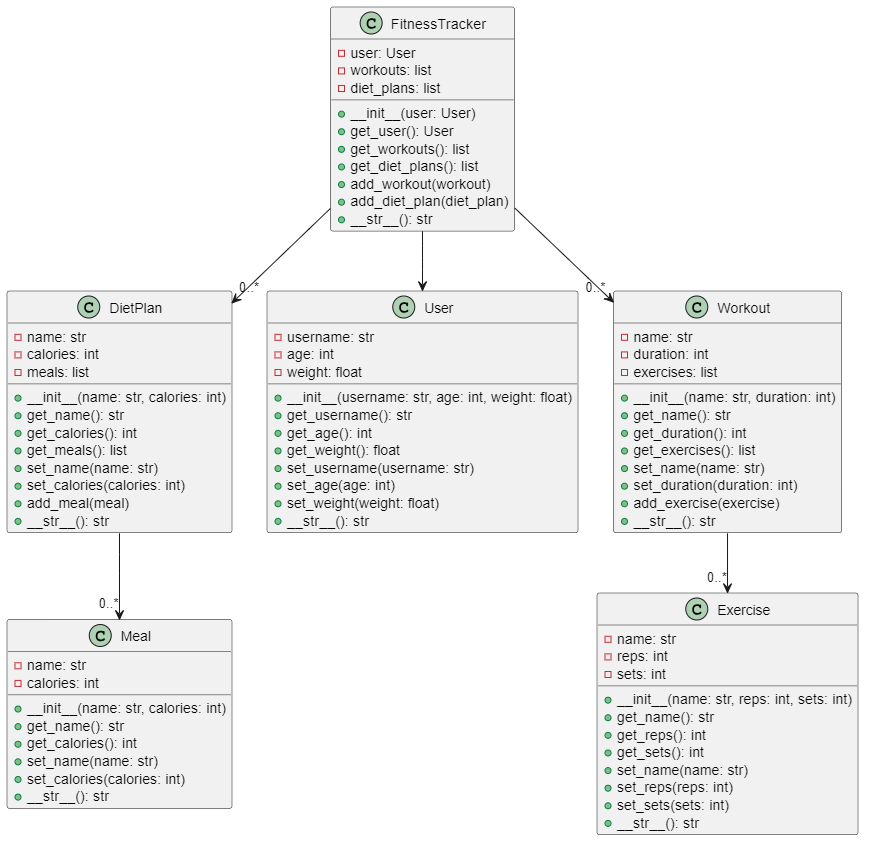 C FitnessTracker
user: User
workouts: list
diet_plans: list
__init__(user: User)
get_user(): User
get_workouts(): list
get_diet_plans(): list
add_workout(workout)
add_diet_plan(diet_plan)
__str__(): str
0..*
0..*
C DietPlan
name: str
calories: int
meals: list
__init__(name: str, calories: int)
get_name(): str
get_calories(): int
get_meals(): list
set_name(name: str)
set_calories(calories: int)
add_meal(meal)
__str__(): str
C User
username: str
age: int
weight: float
__init__(username: str, age: int, weight: float)
get_username(): str
get_age(): int
get_weight(): float
set_username(username: str)
set_age(age: int)
set_weight(weight: float)
__str__(): str
C Workout
name: str
duration: int
exercises: list
__init__(name: str, duration: int)
get_name(): str
get_duration(): int
get_exercises(): list
set_name(name: str)
set_duration(duration: int)
add_exercise(exercise)
__str__(): str
0..*
0..*
C Meal
name: str
calories: int
__init__(name: str, calories: int)
get_name(): str
get_calories(): int
set_name(name: str)
set_calories(calories: int)
__str__(): str
C Exercise
name: str
reps: int
sets: int
__init__(name: str, reps: int, sets: int)
get_name(): str
get_reps(): int
get_sets(): int
set_name(name: str)
set_reps(reps: int)
set_sets(sets: int)
__str__(): str